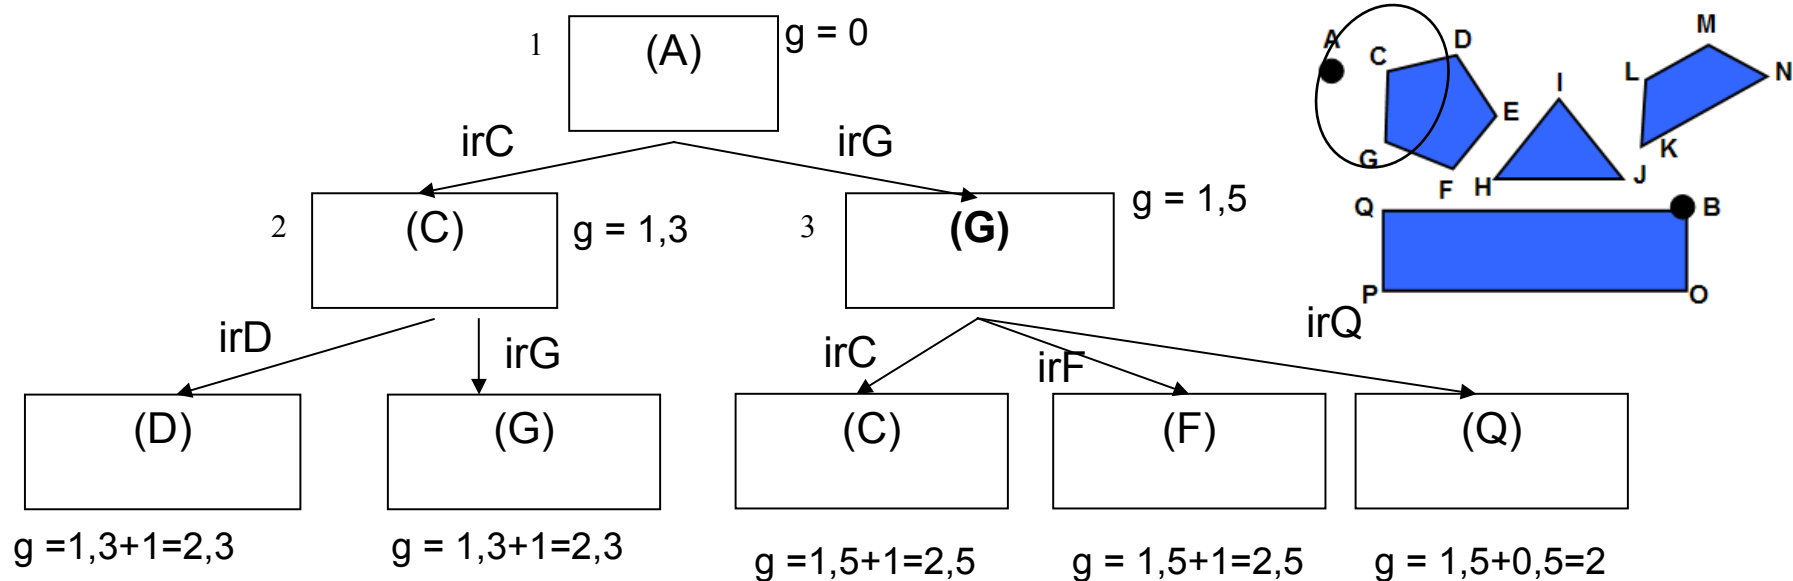 1
(A)
g = 0
irC
irG
2
(C)
g = 1,3
3
(G)
g = 1,5
irD
irG
irC
irF
irQ
(D)
(G)
(C)
(F)
(Q)
g =1,3+1=2,3
g = 1,3+1=2,3
g =1,5+1=2,5
g = 1,5+1=2,5
g = 1,5+0,5=2
A
C
D
E
F
G
H
I
J
K
L
M
N
Q
B
P
O